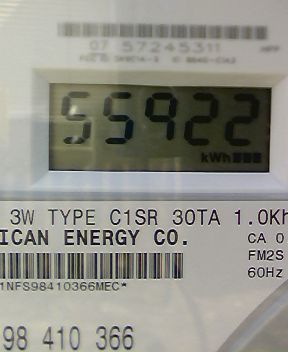 07 57245311
55922
kWh
3W TYPE C1SR 30TA 1.0Kh
ICAN ENERGY CO.
CA 0
FM2S
60Hz
1NFS98410366MEC*
98 410 366